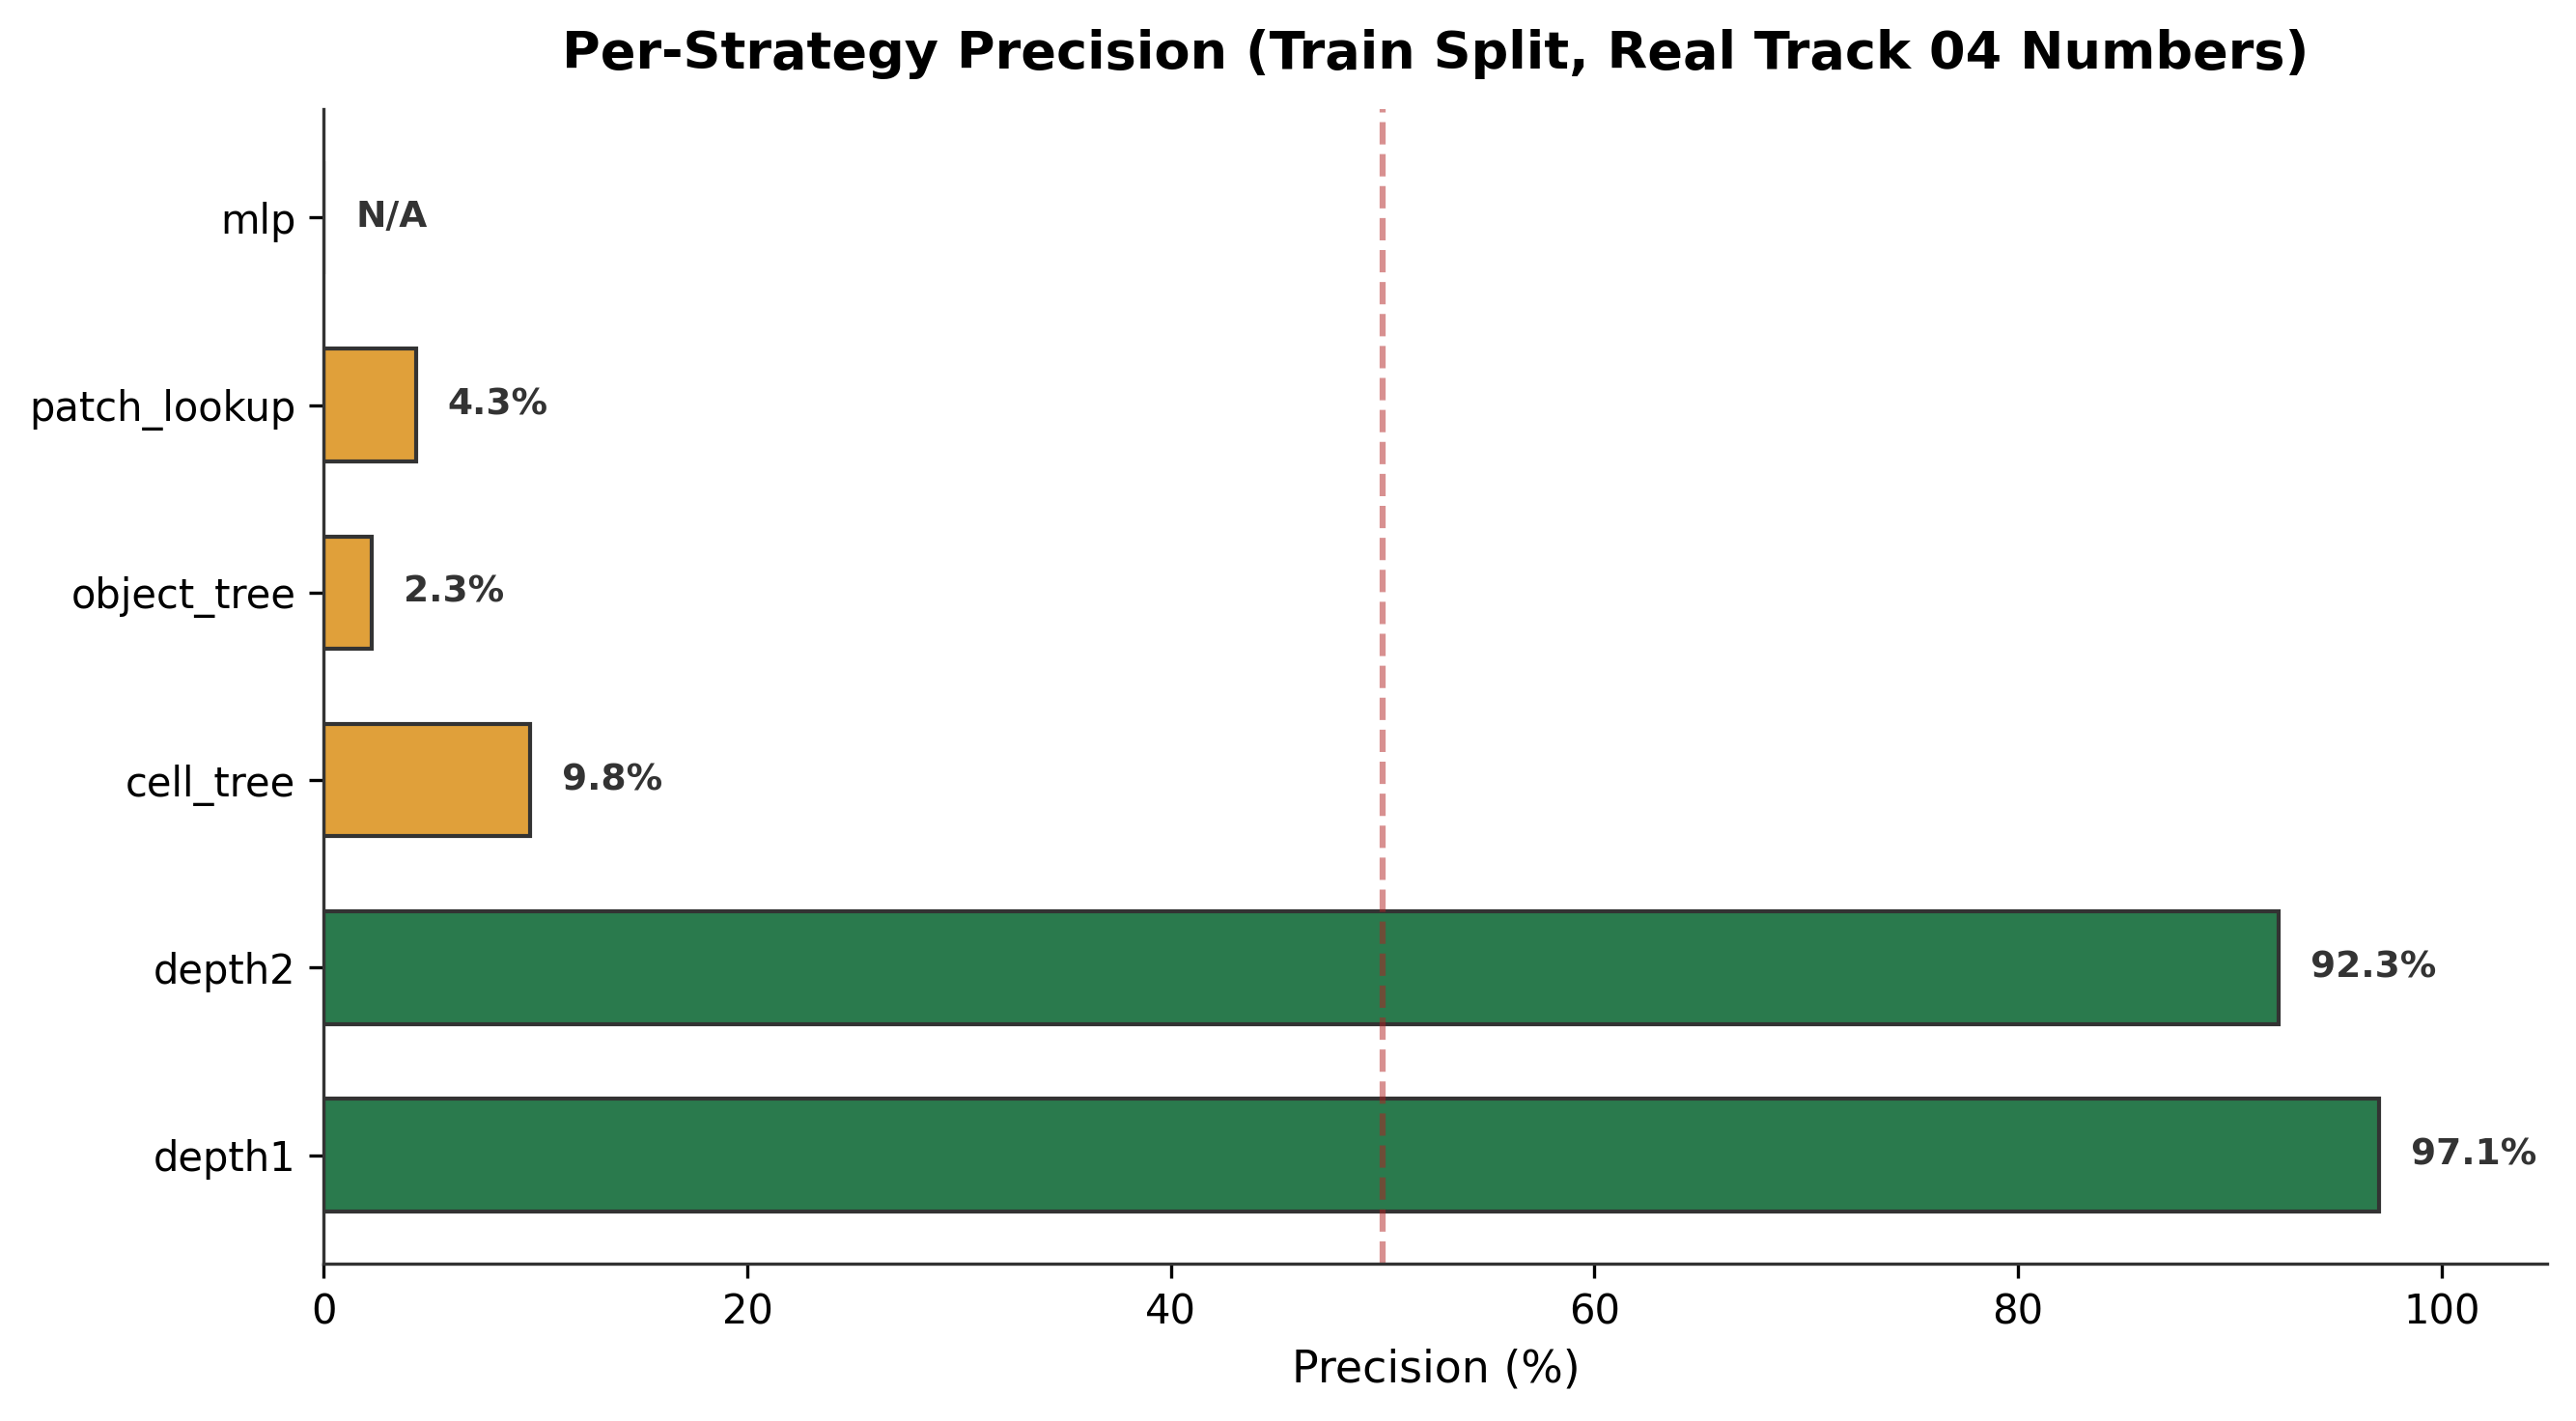 Per-Strategy Precision (Train Split, Real Track 04 Numbers)
mlp N/A
patch_lookup 4.3%
object_tree 2.3%
cell_tree 9.8%
depth2 92.3%
depth1 97.1%
0 20 40 60 80 100
Precision (%)